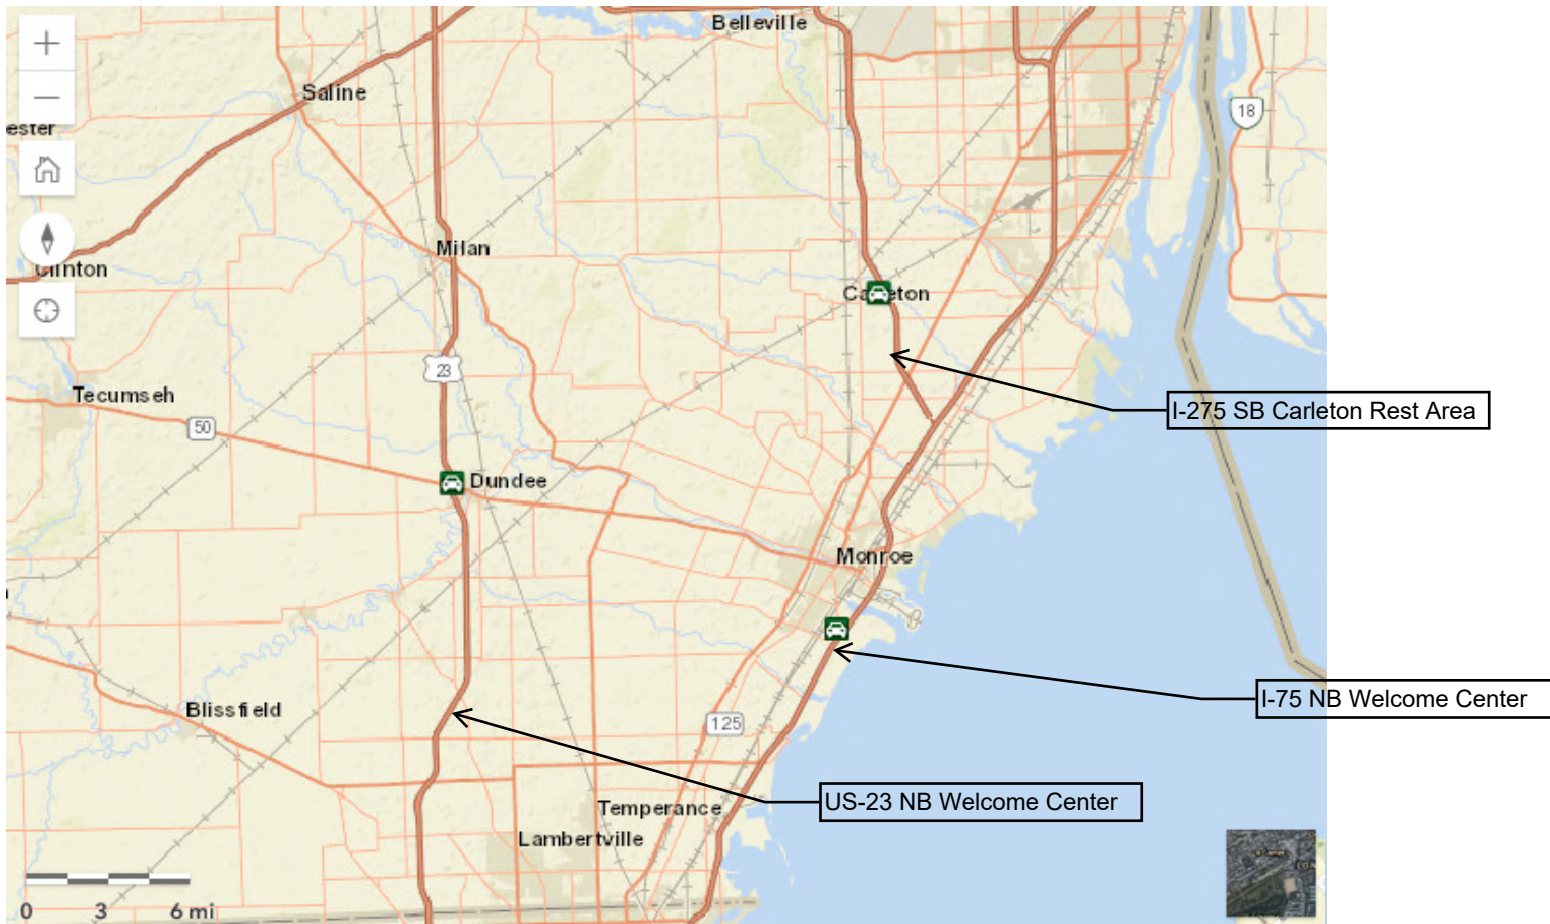 Belleville
Saline
ester
18
Milan
Clinton
Carleton
23
Tecumseh
I-275 SB Carleton Rest Area
50
Dundee
Monroe
I-75 NB Welcome Center
Blissfield
125
US-23 NB Welcome Center
Temperance
Lambertville
0 3 6 mi